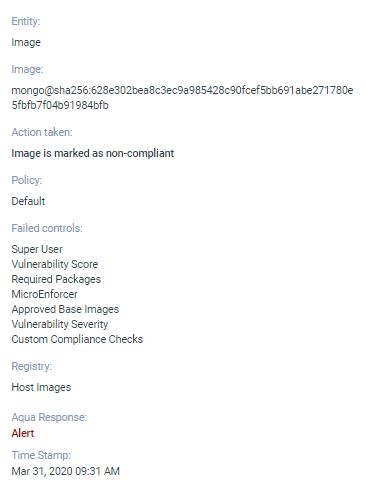 Entity:
Image
Image:
mongo@sha256:628e302bea8c3ec9a985428c90fcef5bb691abe271780e
5fbfb7f04b91984bfb
Action taken:
Image is marked as non-compliant
Policy:
Default
Failed controls:
Super User
Vulnerability Score
Required Packages
MicroEnforcer
Approved Base Images
Vulnerability Severity
Custom Compliance Checks
Registry:
Host Images
Aqua Response:
Alert
Time Stamp:
Mar 31, 2020 09:31 AM